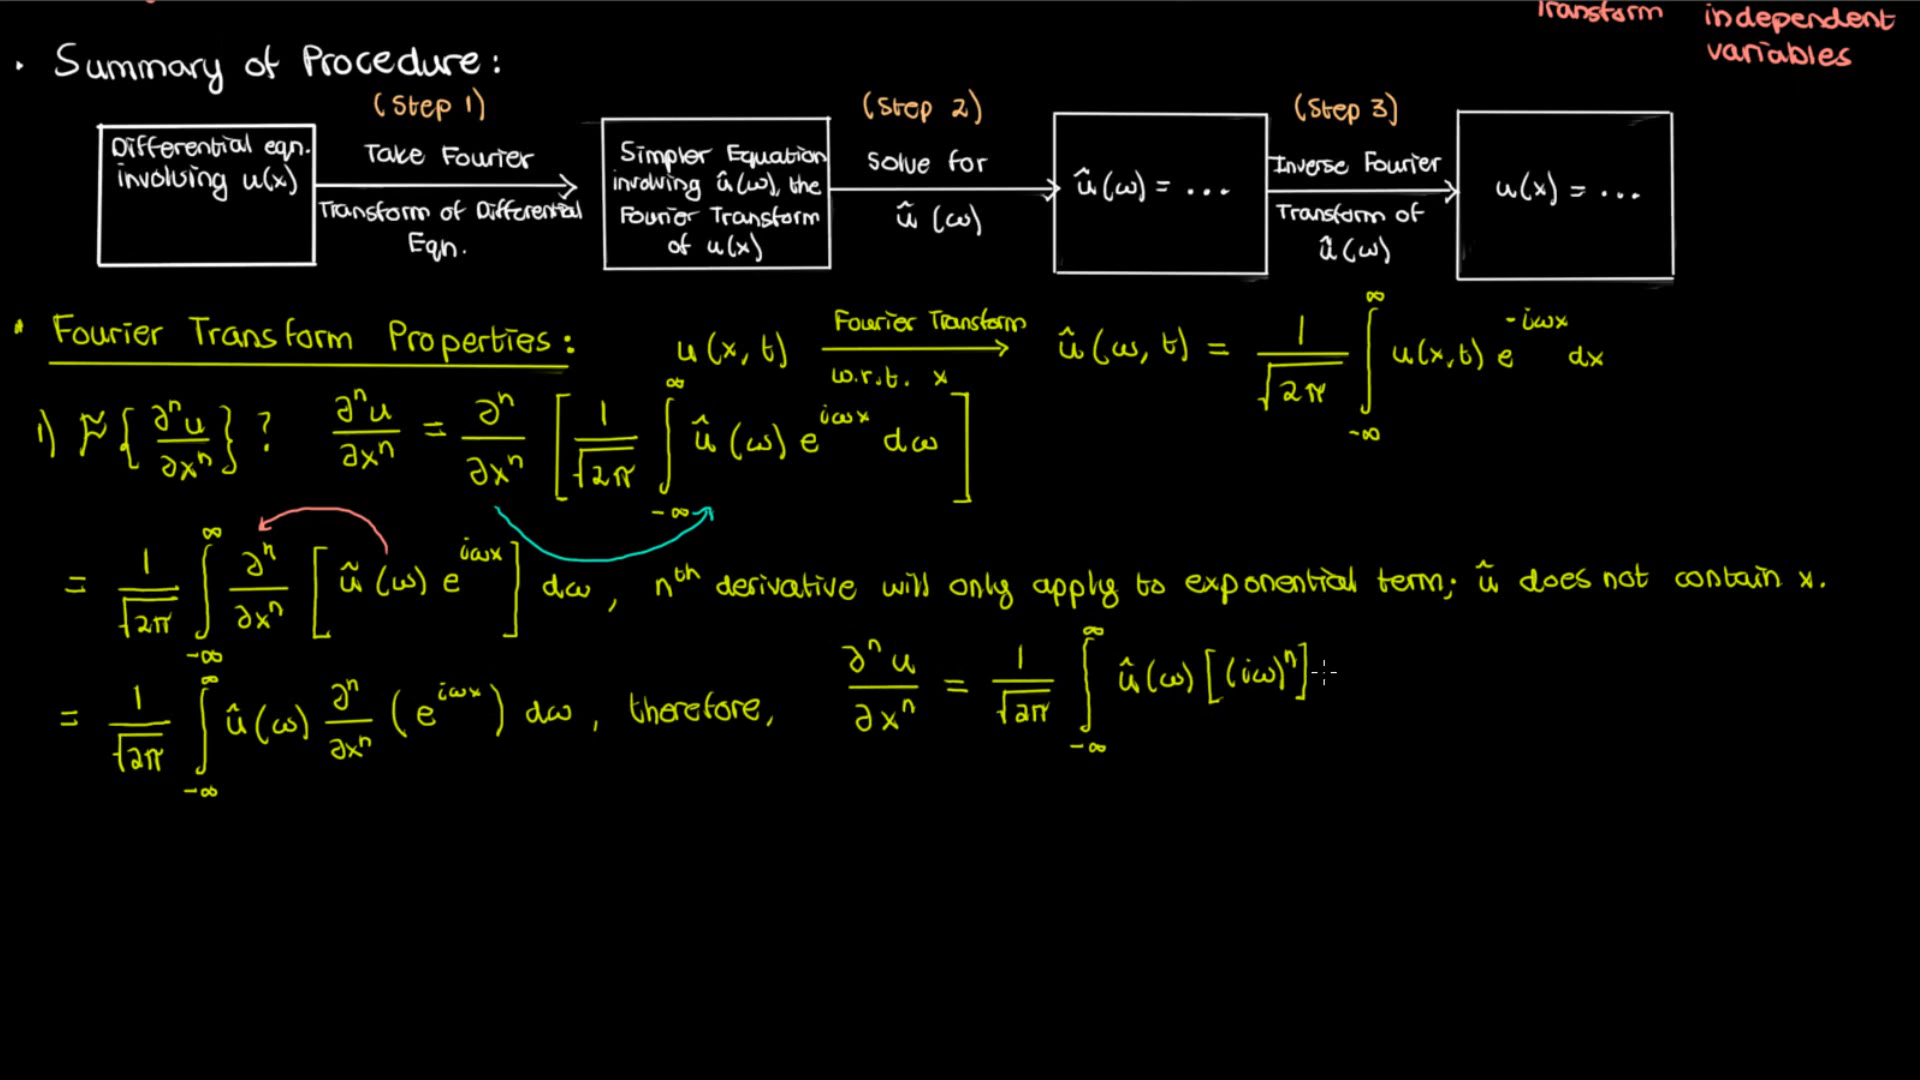 Transform independent
variables
• Summary of Procedure:
(Step 1) (Step 2) (Step 3)
Differential eqn. involving u(x)
Take Fourier
Transform of Differential
Eqn.
Simpler Equation
involving û(ω), the
Fourier Transform
of u(x)
Solve for
û(ω)
û(ω) = ...
Inverse Fourier
Transform of
û(ω)
u(x) = ...
• Fourier Transform Properties: u(x,t) Fourier Transform w.r.t. x → û(ω,t) = 1/√2π ∫_{-∞}^{∞} u(x,t) e^{-iωx} dx
1) F{∂ⁿu/∂xⁿ}? ∂ⁿu/∂xⁿ = ∂ⁿ/∂xⁿ [1/√2π ∫_{-∞}^{∞} û(ω) e^{iωx} dω]
= 1/√2π ∫_{-∞}^{∞} ∂ⁿ/∂xⁿ [û(ω) e^{iωx}] dω, nth derivative will only apply to exponential term; û does not contain x.
= 1/√2π ∫_{-∞}^{∞} û(ω) ∂ⁿ/∂xⁿ (e^{iωx}) dω, therefore, ∂ⁿu/∂xⁿ = 1/√2π ∫_{-∞}^{∞} û(ω) [(iω)ⁿ]